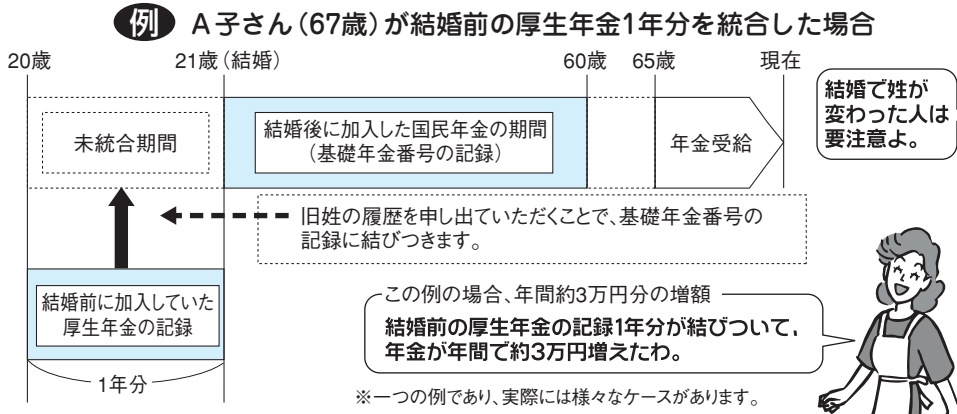 例 A子さん（67歳）が結婚前の厚生年金1年分を統合した場合
20歳 21歳（結婚） 60歳 65歳 現在
未統合期間
結婚後に加入した国民年金の期間
（基礎年金番号の記録）
年金受給
結婚で姓が
変わった人は
要注意よ。
旧姓の履歴を申し出ていただくことで、基礎年金番号の
記録に結びつきます。
結婚前に加入していた
厚生年金の記録
1年分
この例の場合、年間約3万円分の増額
結婚前の厚生年金の記録1年分が結びついて、
年金が年間で約3万円増えたわ。
※一つの例であり、実際には様々なケースがあります。